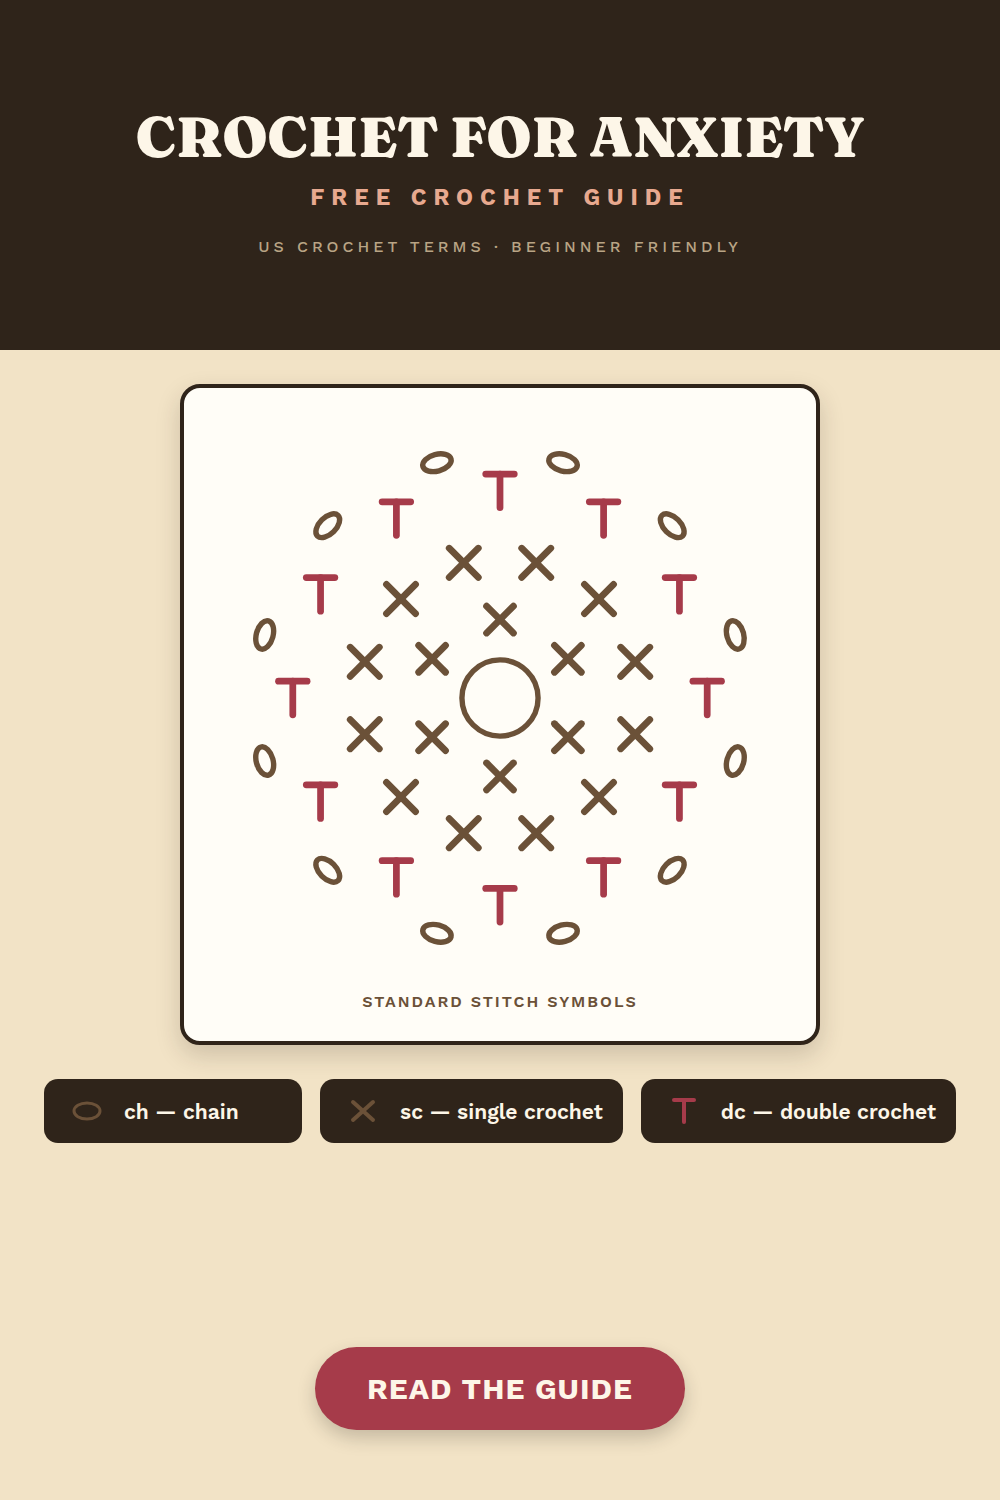 CROCHET FOR ANXIETY
FREE CROCHET GUIDE
US CROCHET TERMS · BEGINNER FRIENDLY
STANDARD STITCH SYMBOLS
ch — chain
sc — single crochet
dc — double crochet
READ THE GUIDE